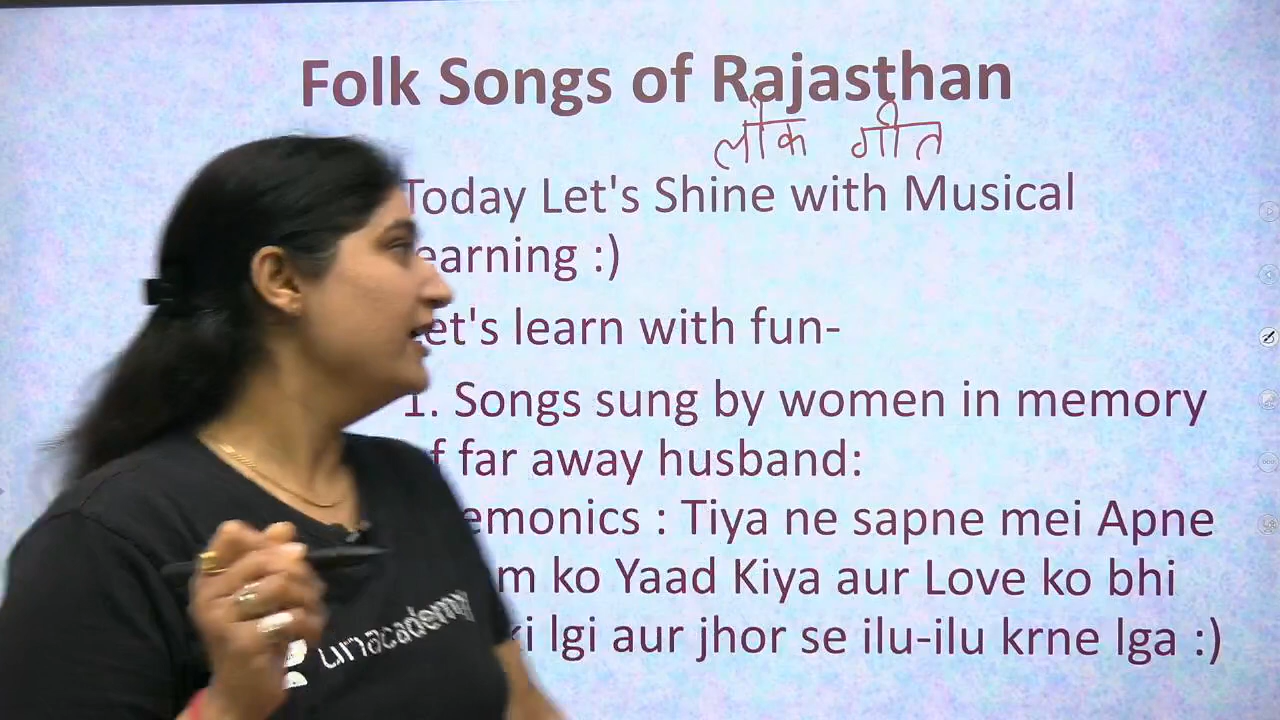 Folk Songs of Rajasthan
लोक गीत
Today Let's Shine with Musical
earning :)
et's learn with fun-
1. Songs sung by women in memory
f far away husband:
emonics : Tiya ne sapne mei Apne
m ko Yaad Kiya aur Love ko bhi
ki lgi aur jhor se ilu-ilu krne lga :)
unacademy